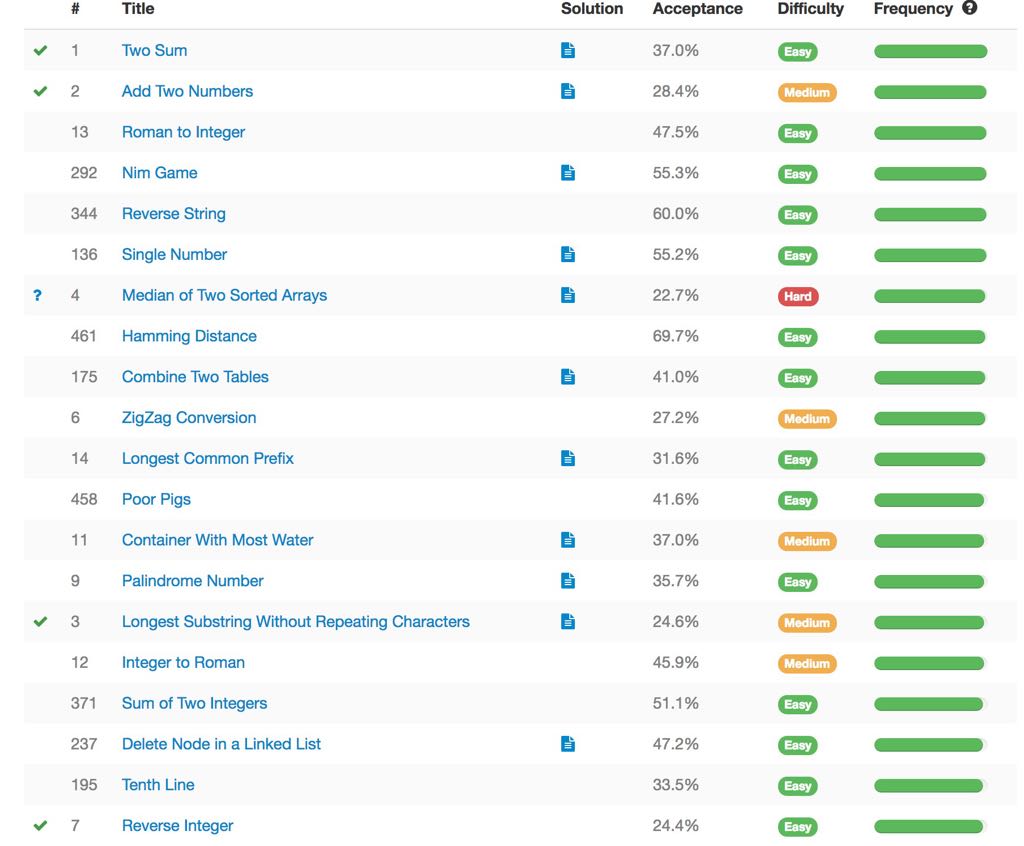 # Title Solution Acceptance Difficulty Frequency ?
1 Two Sum 37.0% Easy
2 Add Two Numbers 28.4% Medium
13 Roman to Integer 47.5% Easy
292 Nim Game 55.3% Easy
344 Reverse String 60.0% Easy
136 Single Number 55.2% Easy
? 4 Median of Two Sorted Arrays 22.7% Hard
461 Hamming Distance 69.7% Easy
175 Combine Two Tables 41.0% Easy
6 ZigZag Conversion 27.2% Medium
14 Longest Common Prefix 31.6% Easy
458 Poor Pigs 41.6% Easy
11 Container With Most Water 37.0% Medium
9 Palindrome Number 35.7% Easy
3 Longest Substring Without Repeating Characters 24.6% Medium
12 Integer to Roman 45.9% Medium
371 Sum of Two Integers 51.1% Easy
237 Delete Node in a Linked List 47.2% Easy
195 Tenth Line 33.5% Easy
7 Reverse Integer 24.4% Easy